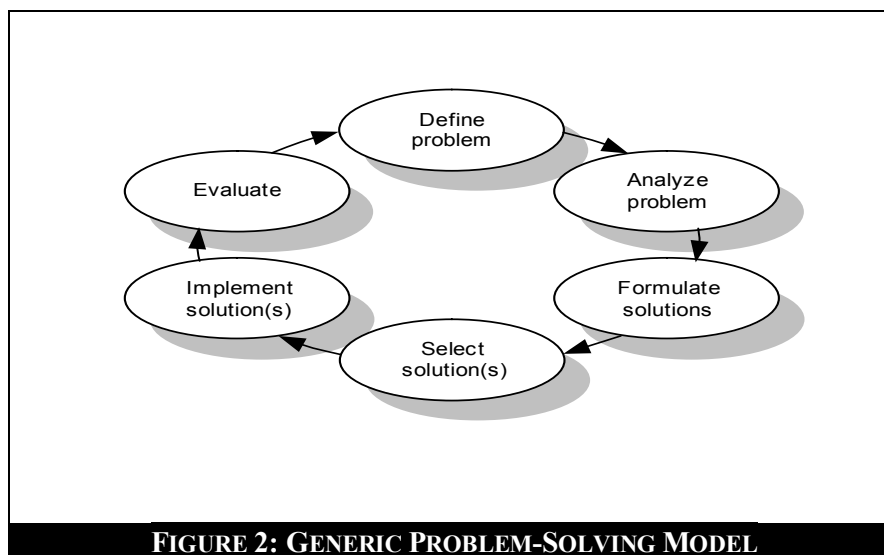 Define
problem
Analyze
problem
Formulate
solutions
Select
solution(s)
Implement
solution(s)
Evaluate
FIGURE 2: GENERIC PROBLEM-SOLVING MODEL